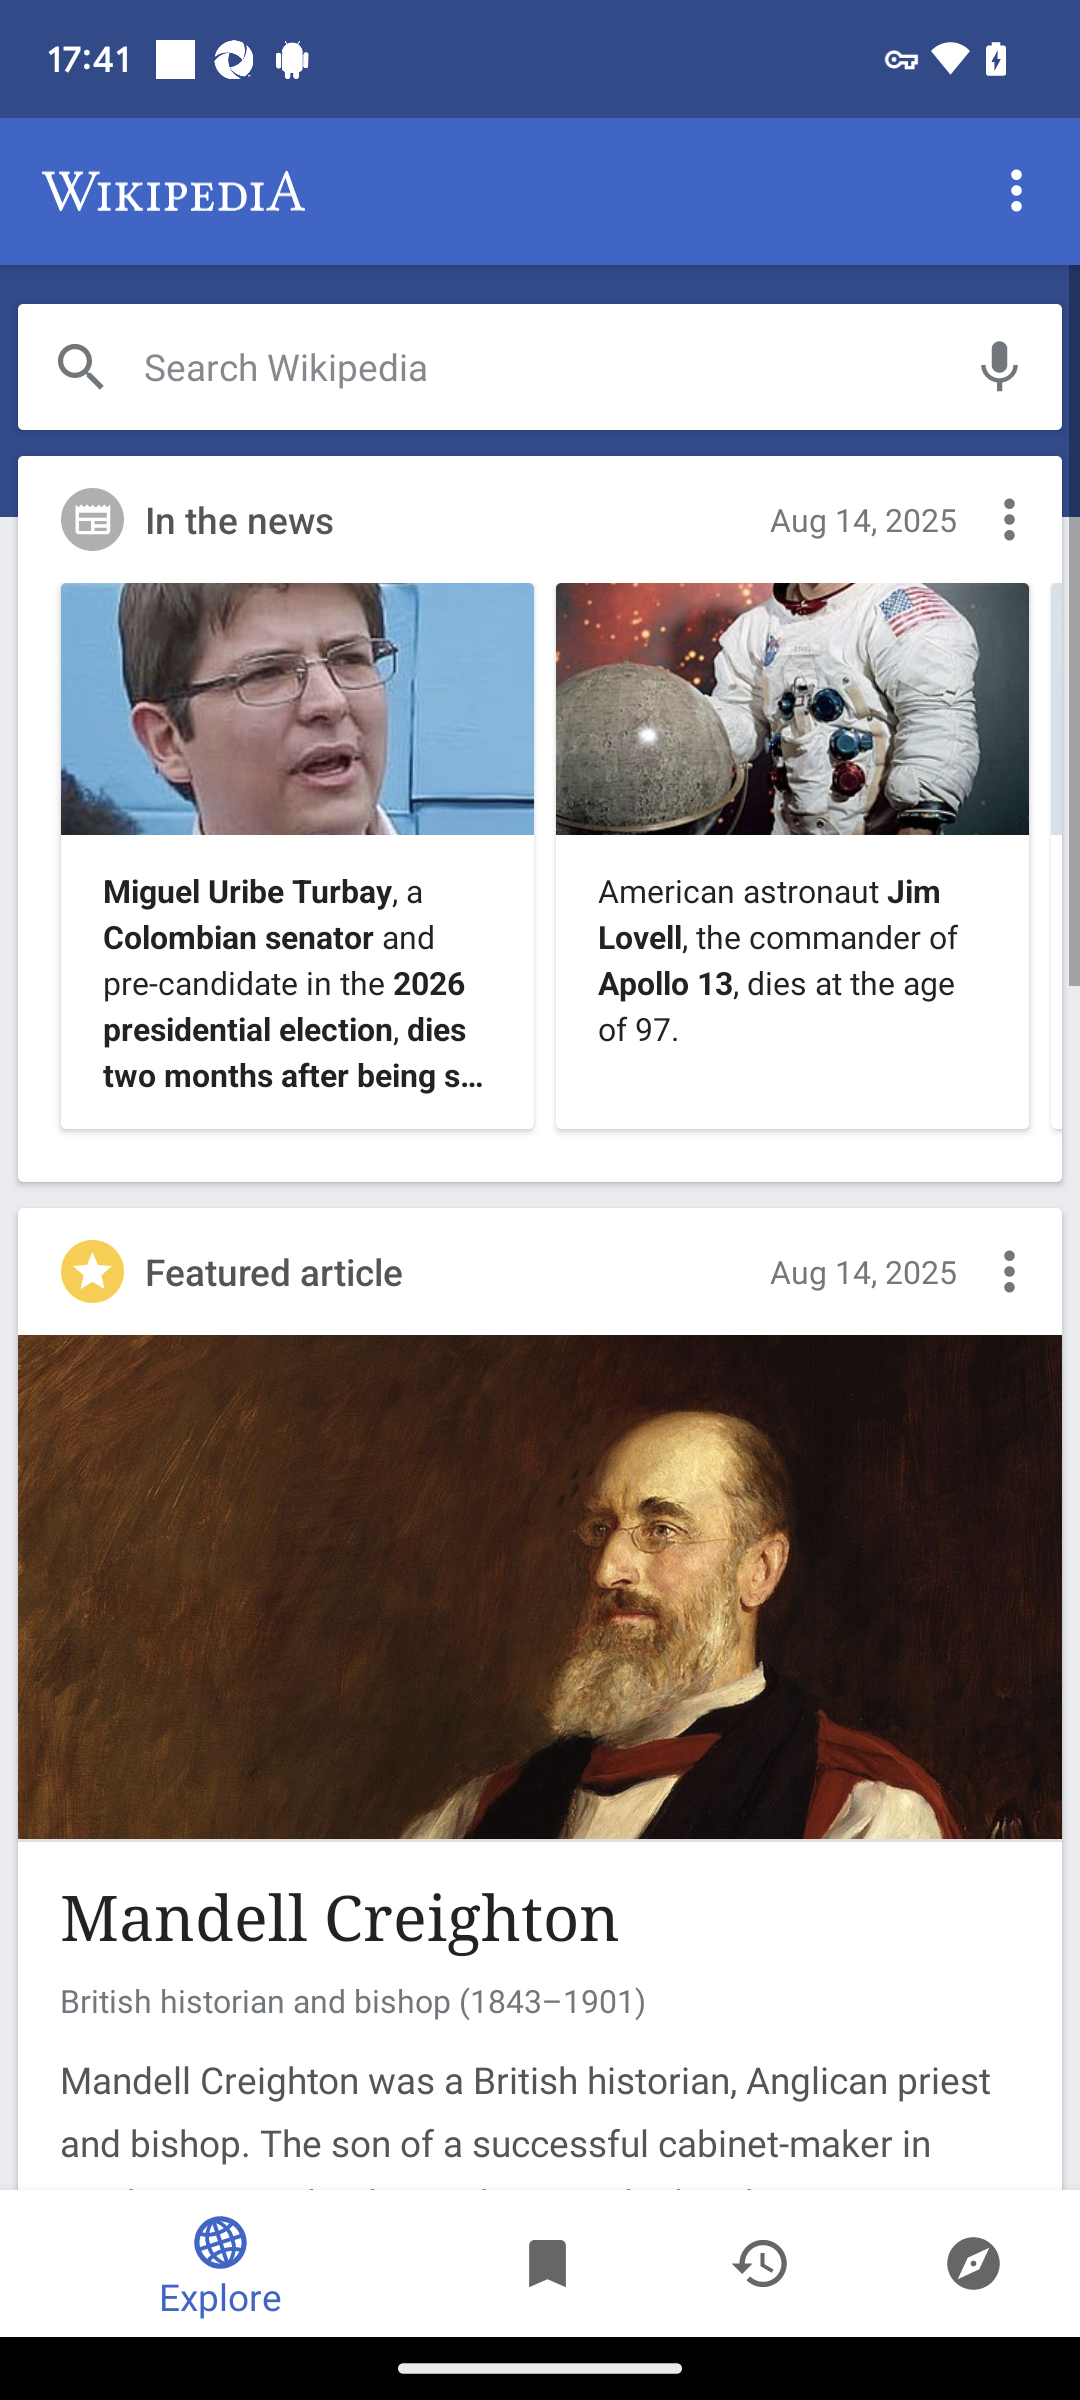 17:41
WIKIPEDIA
Search Wikipedia
In the news
Aug 14, 2025
Miguel Uribe Turbay, a
Colombian senator and
pre-candidate in the 2026
presidential election, dies
two months after being s...
American astronaut Jim
Lovell, the commander of
Apollo 13, dies at the age
of 97.
Featured article
Aug 14, 2025
Mandell Creighton
British historian and bishop (1843–1901)
Mandell Creighton was a British historian, Anglican priest
and bishop. The son of a successful cabinet-maker in
Explore